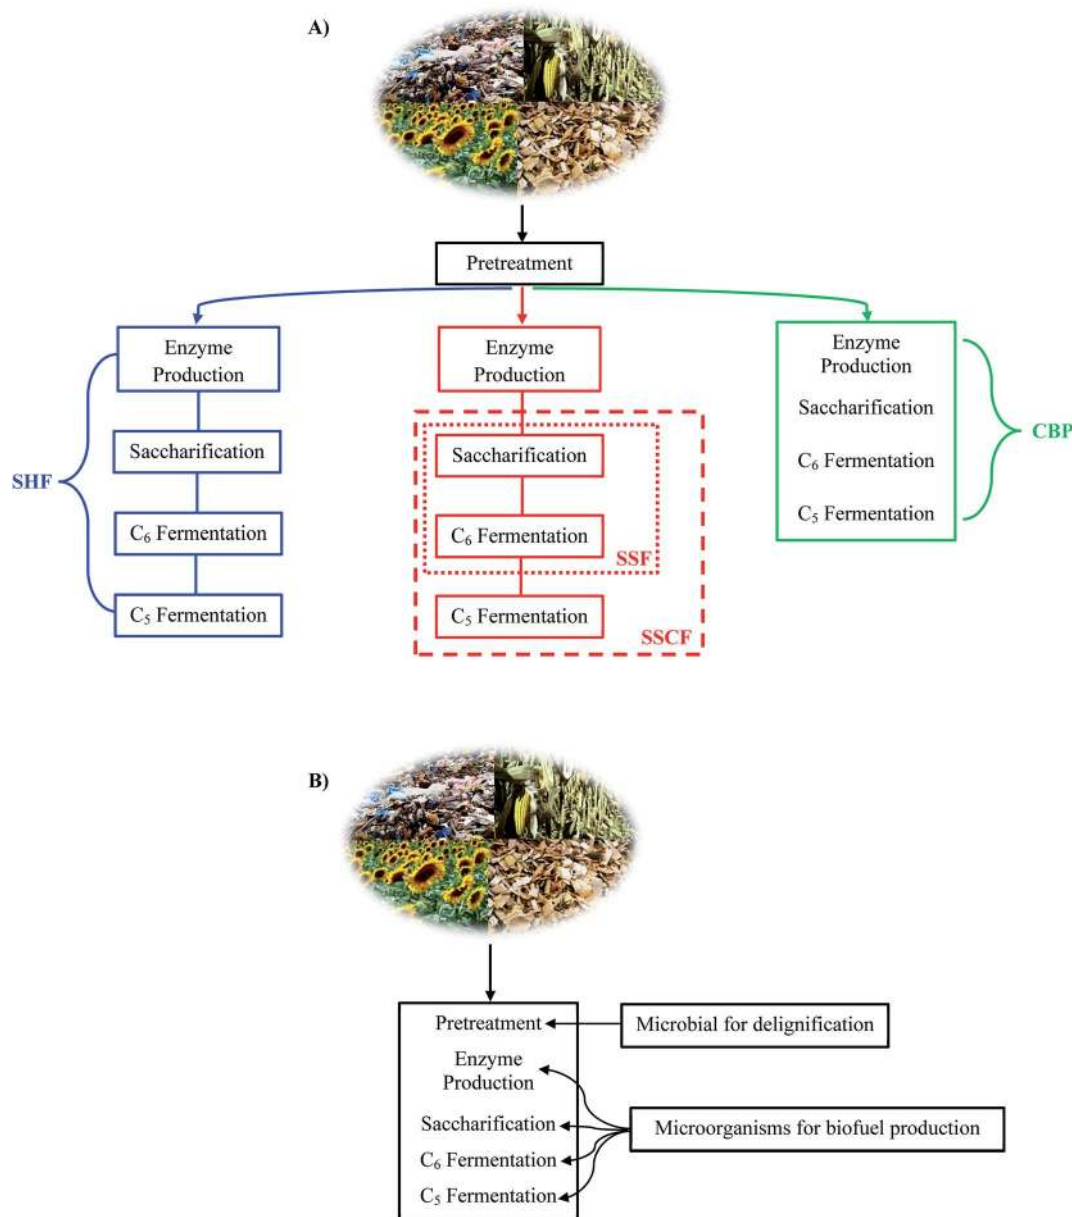 A)
Pretreatment
Enzyme
Production
Saccharification
C₆ Fermentation
C₅ Fermentation
SHF
Enzyme
Production
Saccharification
C₆ Fermentation
SSF
C₅ Fermentation
SSCF
Enzyme
Production
Saccharification
C₆ Fermentation
C₅ Fermentation
CBP
B)
Pretreatment
Microbial for delignification
Enzyme
Production
Saccharification
Microorganisms for biofuel production
C₆ Fermentation
C₅ Fermentation